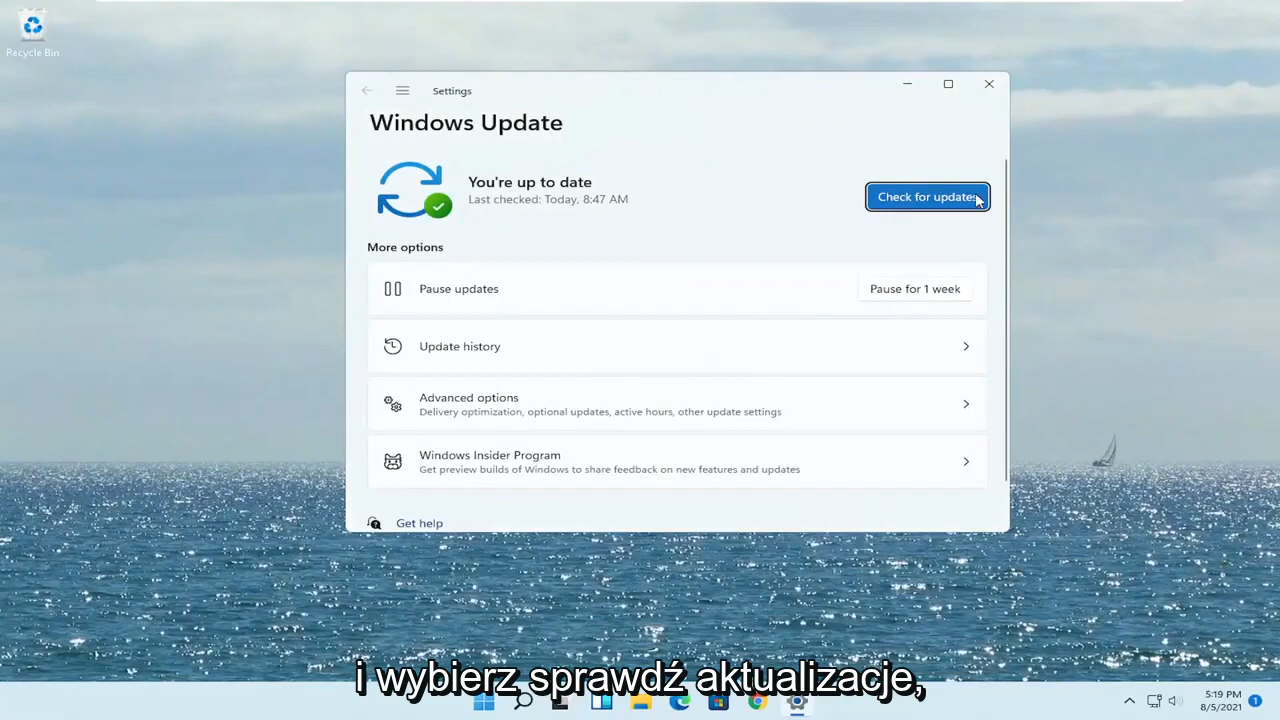 Recycle Bin
Settings
Windows Update
You're up to date
Last checked: Today, 8:47 AM
Check for updates
More options
Pause updates
Pause for 1 week
Update history
Advanced options
Delivery optimization, optional updates, active hours, other update settings
Windows Insider Program
Get preview builds of Windows to share feedback on new features and updates
Get help
i wybierz sprawdź aktualizacje,
5:19 PM
8/5/2021
1